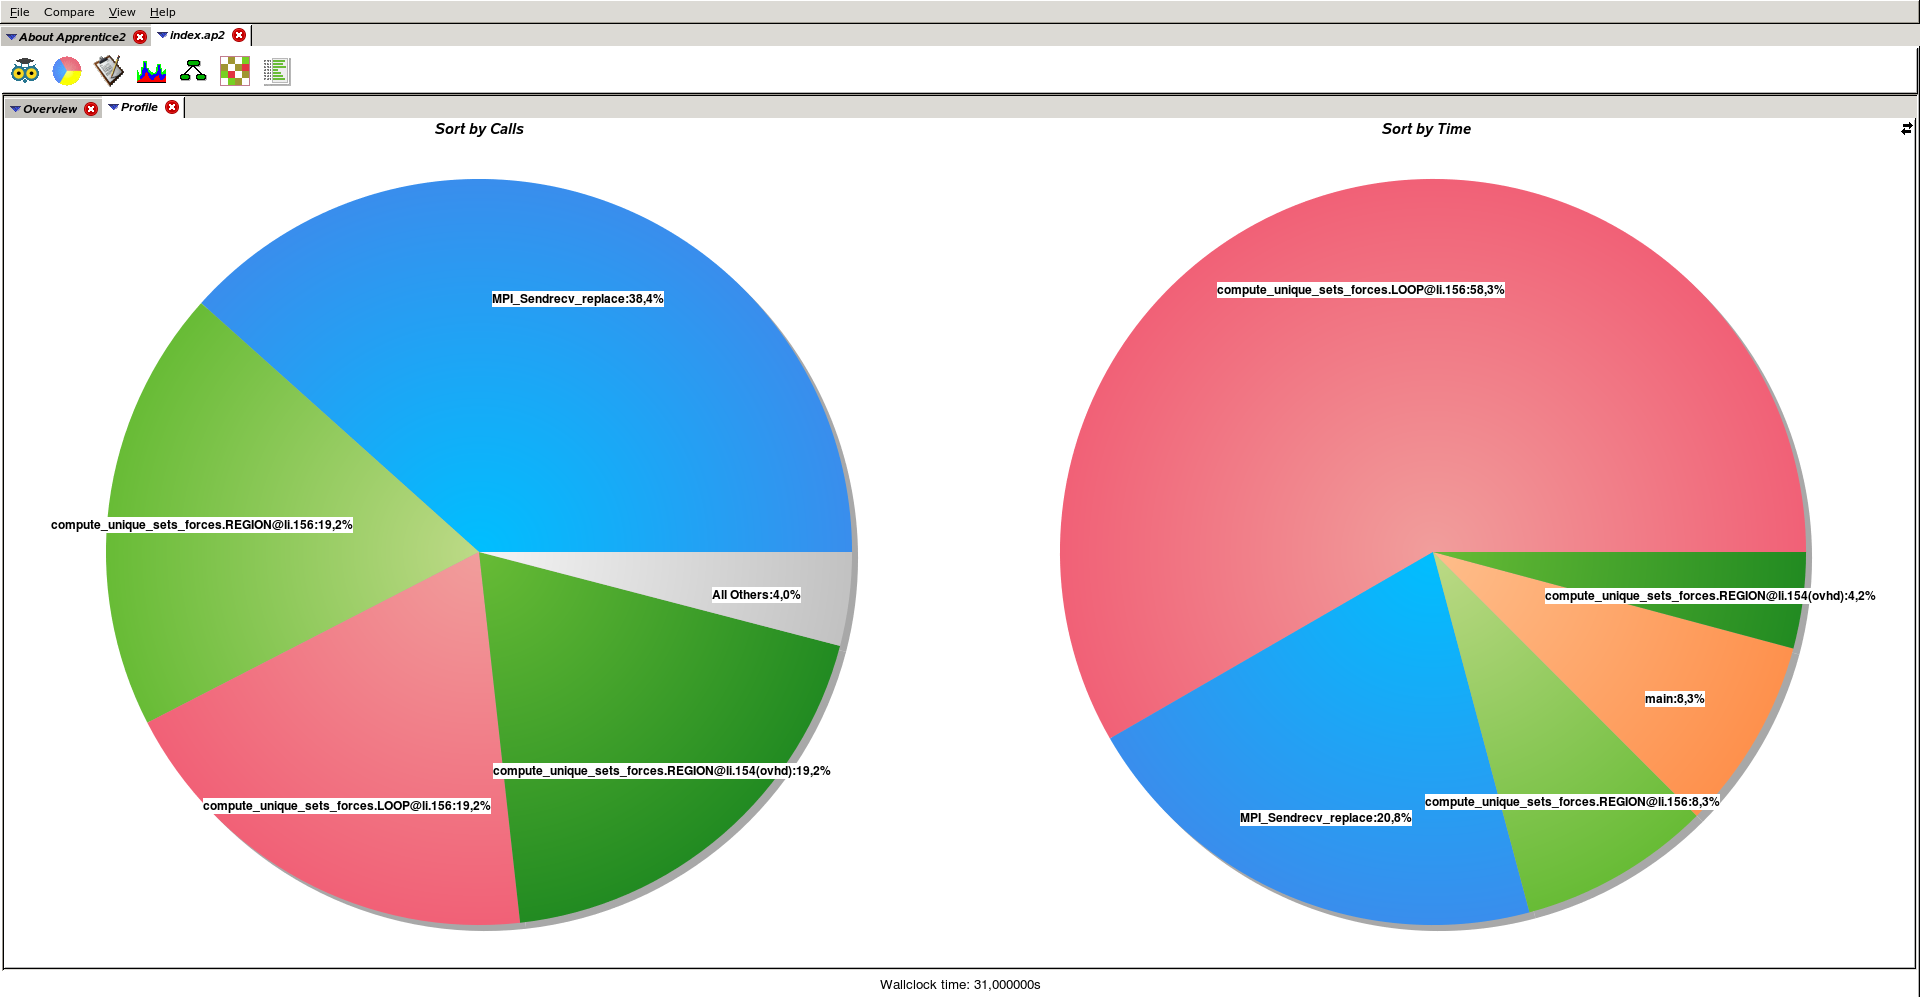 File Compare View Help
About Apprentice2 index.ap2
Overview Profile
Sort by Calls
MPI_Sendrecv_replace:38,4%
compute_unique_sets_forces.REGION@li.156:19,2%
All Others:4,0%
compute_unique_sets_forces.REGION@li.154(ovhd):19,2%
compute_unique_sets_forces.LOOP@li.156:19,2%
Sort by Time
compute_unique_sets_forces.LOOP@li.156:58,3%
compute_unique_sets_forces.REGION@li.154(ovhd):4,2%
main:8,3%
compute_unique_sets_forces.REGION@li.156:8,3%
MPI_Sendrecv_replace:20,8%
Wallclock time: 31,000000s